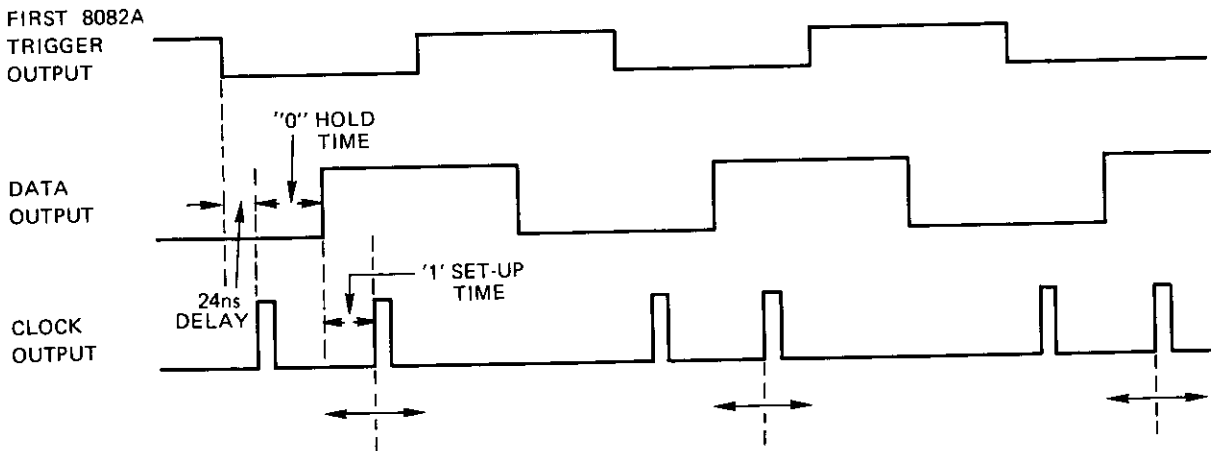 FIRST 8082A
TRIGGER
OUTPUT
"0" HOLD
TIME
DATA
OUTPUT
'1' SET-UP
TIME
24ns
DELAY
CLOCK
OUTPUT